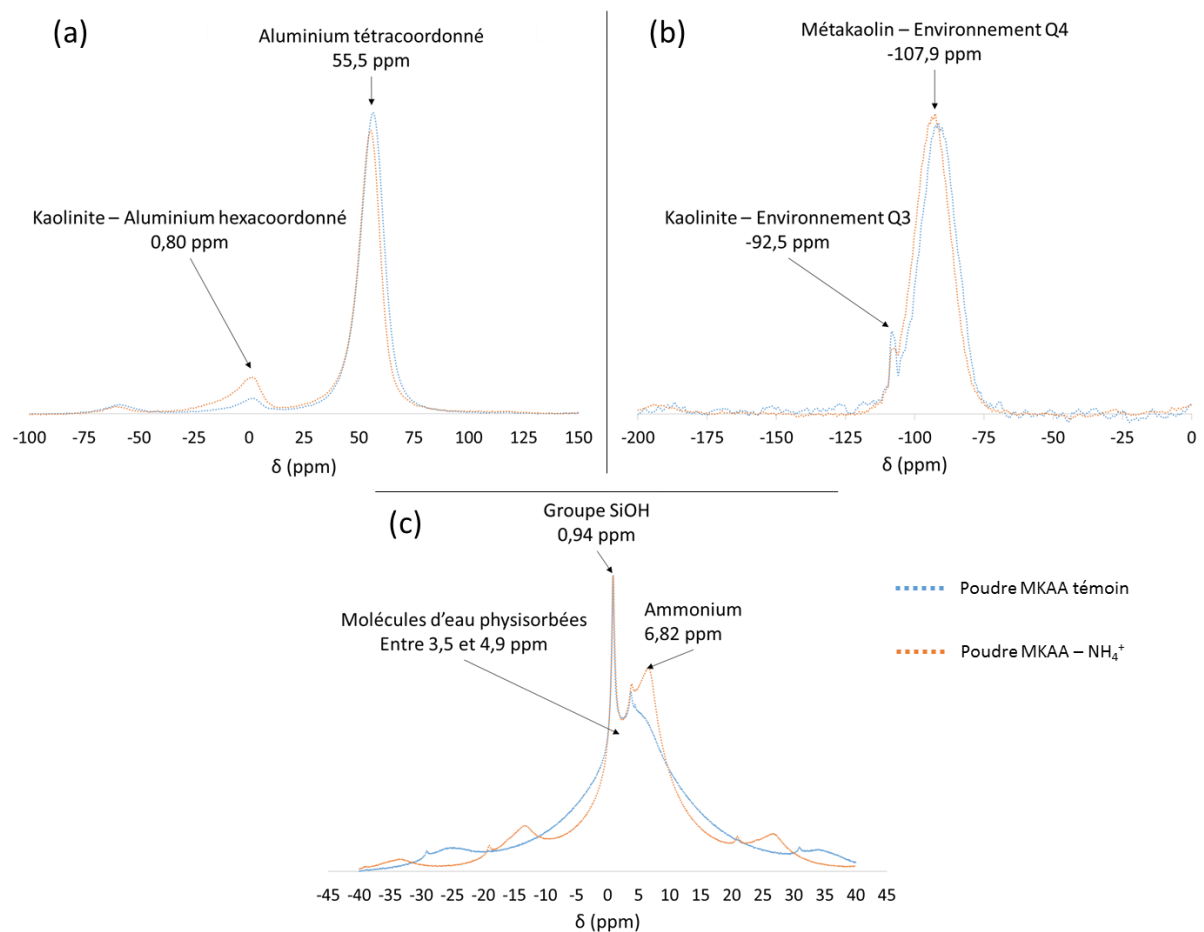 (a)
Aluminium tétracoordonné
55,5 ppm
Kaolinite – Aluminium hexacoordonné
0,80 ppm
-100 -75 -50 -25 0 25 50 75 100 125 150
δ (ppm)
(b)
Métakaolin – Environnement Q4
-107,9 ppm
Kaolinite – Environnement Q3
-92,5 ppm
-200 -175 -150 -125 -100 -75 -50 -25 0
δ (ppm)
(c)
Groupe SiOH
0,94 ppm
Molécules d'eau physisorbées
Entre 3,5 et 4,9 ppm
Ammonium
6,82 ppm
-45 -40 -35 -30 -25 -20 -15 -10 -5 0 5 10 15 20 25 30 35 40 45
δ (ppm)
Poudre MKAA témoin
Poudre MKAA – NH₄⁺